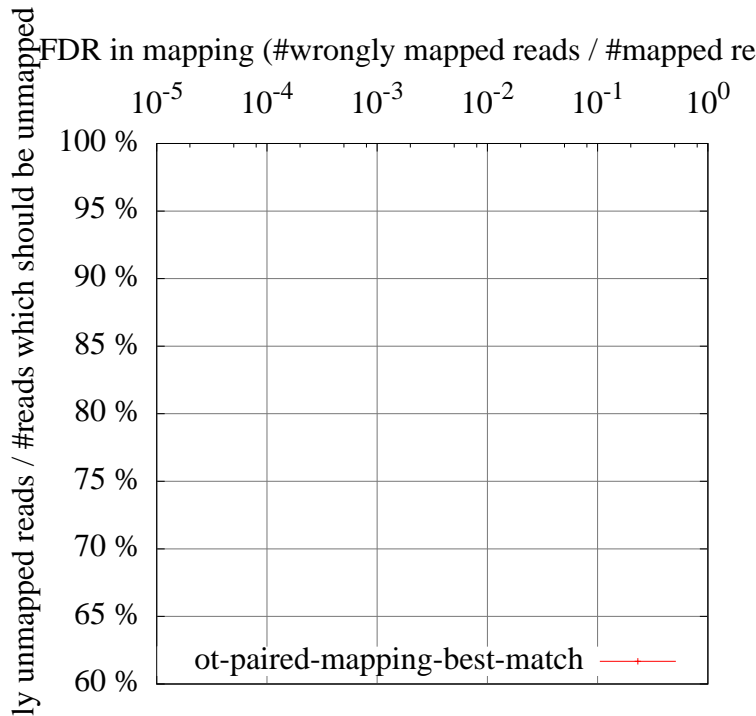 FDR in mapping (#wrongly mapped reads / #mapped re
10^-5 10^-4 10^-3 10^-2 10^-1 10^0
ly unmapped reads / #reads which should be unmapped
100 %
95 %
90 %
85 %
80 %
75 %
70 %
65 %
60 %
ot-paired-mapping-best-match